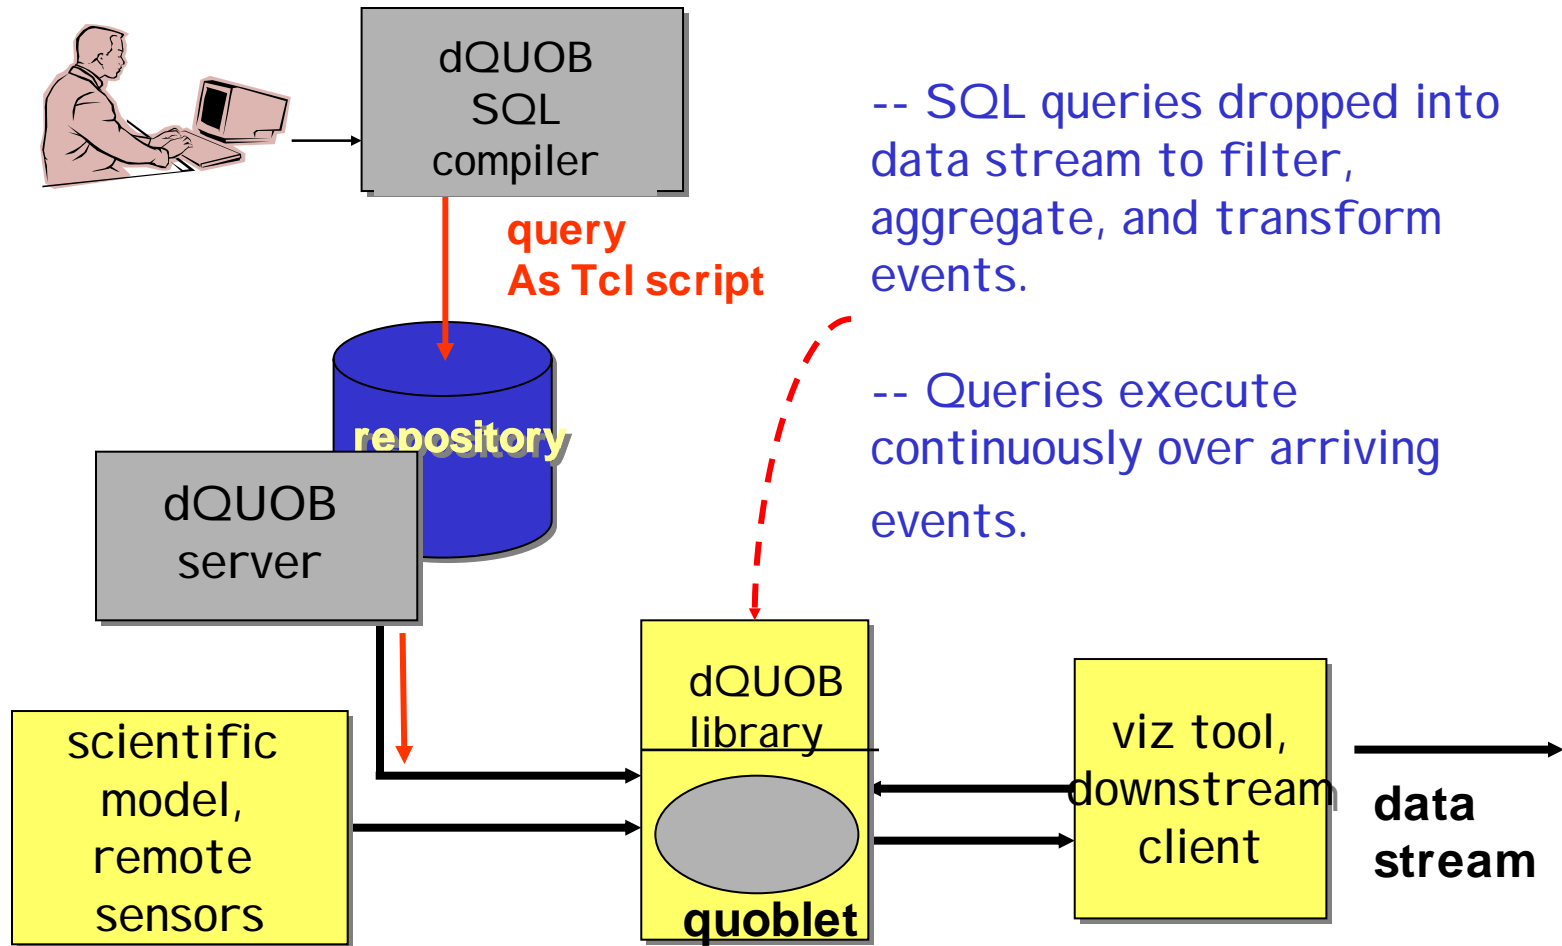 dQUOB
SQL
compiler
-- SQL queries dropped into
data stream to filter,
aggregate, and transform
events.
query
As Tcl script
-- Queries execute
continuously over arriving
events.
repository
dQUOB
server
dQUOB
library
quoblet
scientific
model,
remote
sensors
viz tool,
downstream
client
data
stream